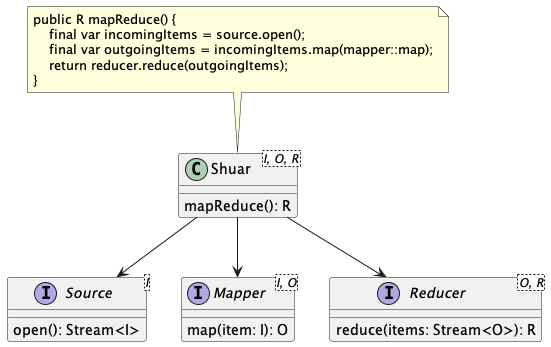 public R mapReduce() {
final var incomingItems = source.open();
final var outgoingItems = incomingItems.map(mapper::map);
return reducer.reduce(outgoingItems);
}
C Shuar I, O, R
mapReduce(): R
I Source I
open(): Stream<I>
I Mapper I, O
map(item: I): O
I Reducer O, R
reduce(items: Stream<O>): R